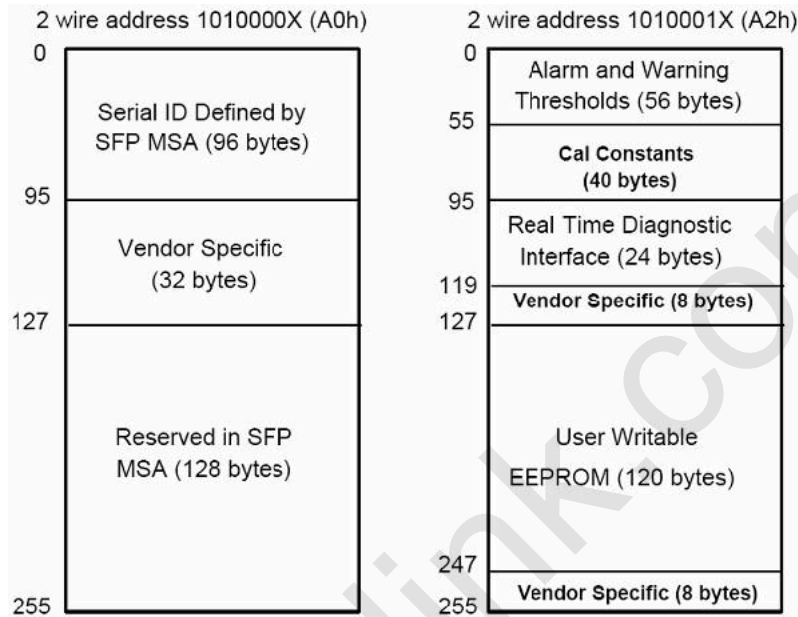 2 wire address 1010000X (A0h)
0
Serial ID Defined by
SFP MSA (96 bytes)
95
Vendor Specific
(32 bytes)
127
Reserved in SFP
MSA (128 bytes)
255
2 wire address 1010001X (A2h)
0
Alarm and Warning
Thresholds (56 bytes)
55
Cal Constants
(40 bytes)
95
Real Time Diagnostic
Interface (24 bytes)
119
Vendor Specific (8 bytes)
127
User Writable
EEPROM (120 bytes)
247
Vendor Specific (8 bytes)
255
link.com